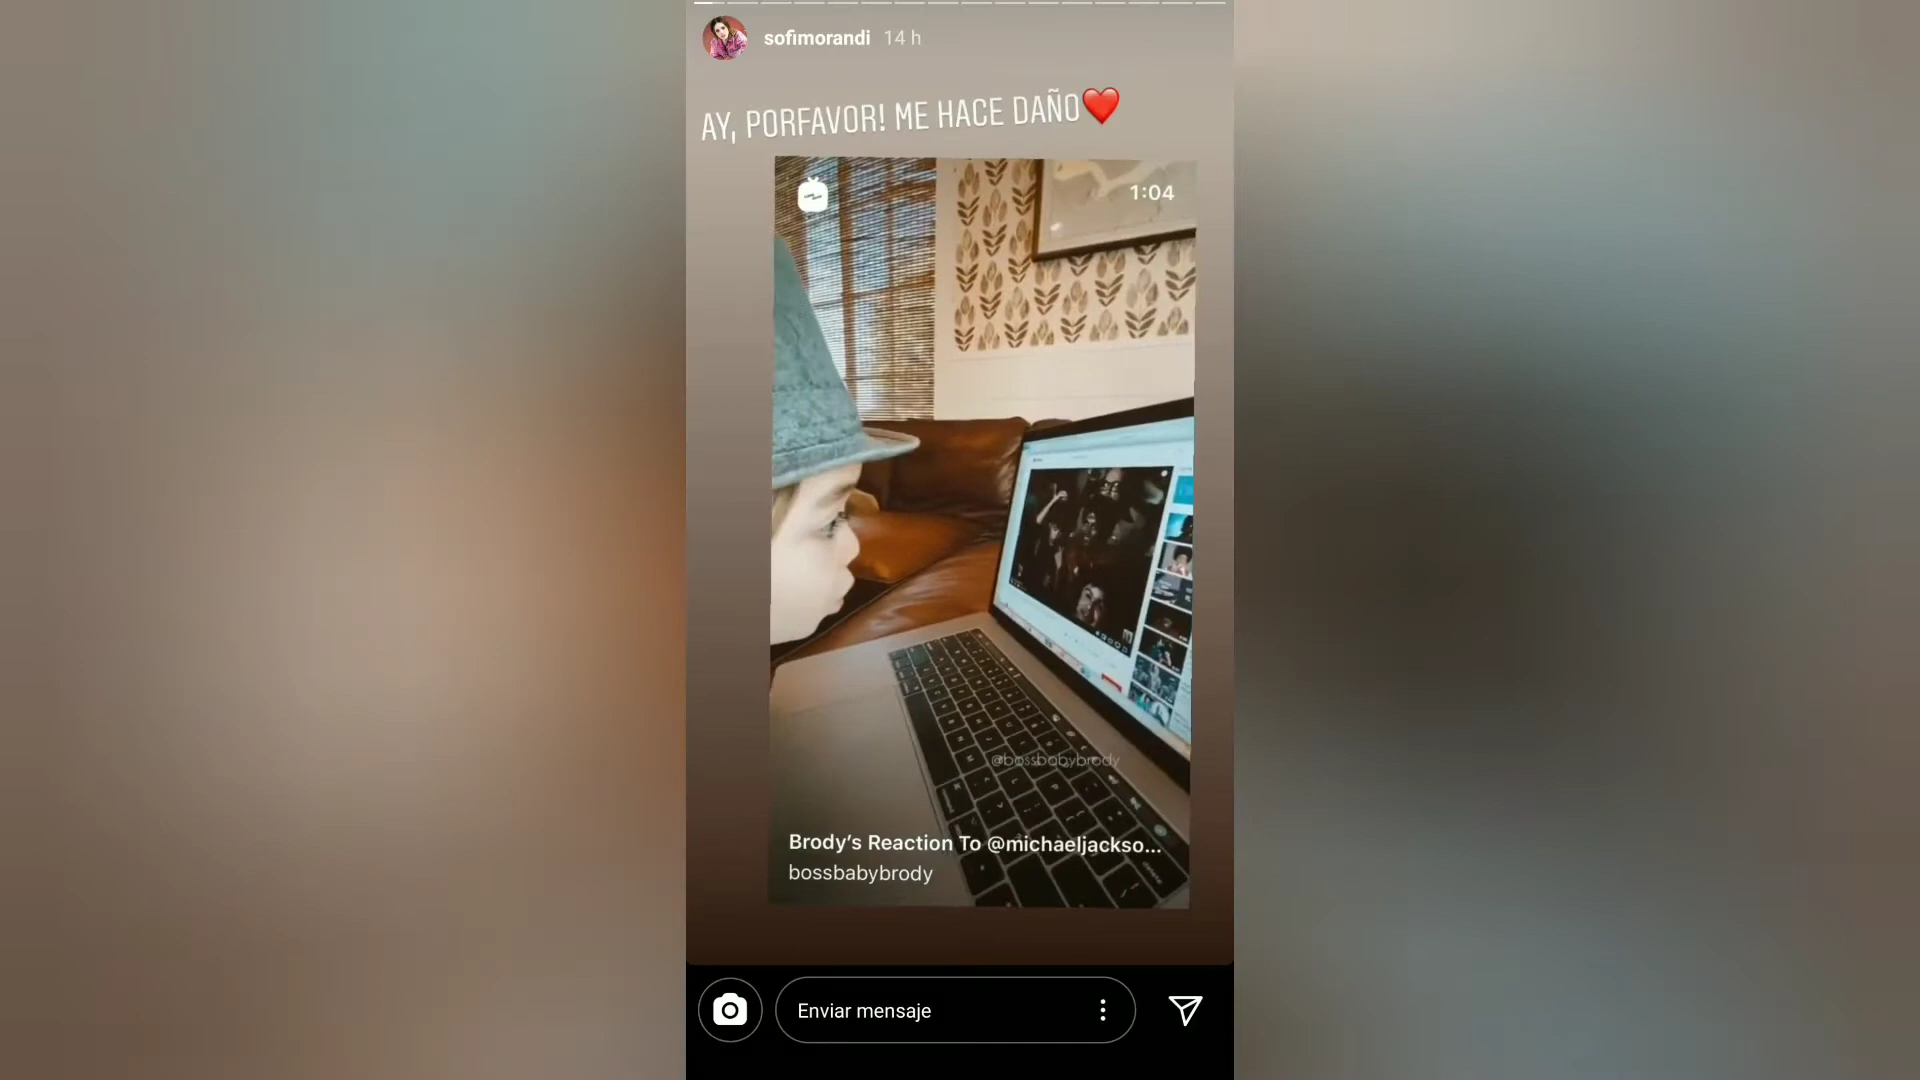 sofimorandi 14 h
AY, PORFAVOR! ME HACE DAÑO❤️
1:04
@bossbabybrody
Brody’s Reaction To @michaeljackso...
bossbabybrody
Enviar mensaje